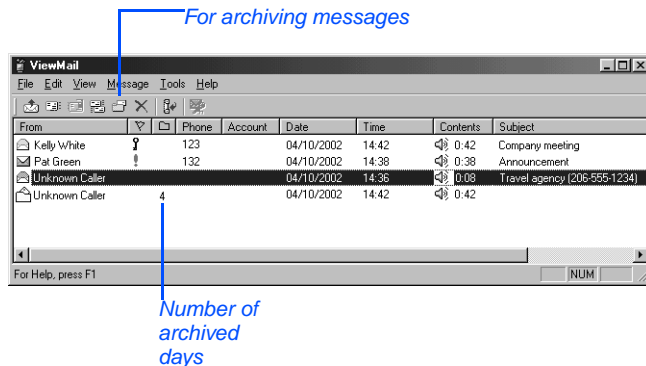 For archiving messages
ViewMail
File Edit View Message Tools Help
From Phone Account Date Time Contents Subject
Kelly White 123 04/10/2002 14:42 0:42 Company meeting
Pat Green 132 04/10/2002 14:38 0:38 Announcement
Unknown Caller 04/10/2002 14:36 0:08 Travel agency (206-555-1234)
Unknown Caller 4 04/10/2002 14:42 0:42
For Help, press F1 NUM
Number of
archived
days